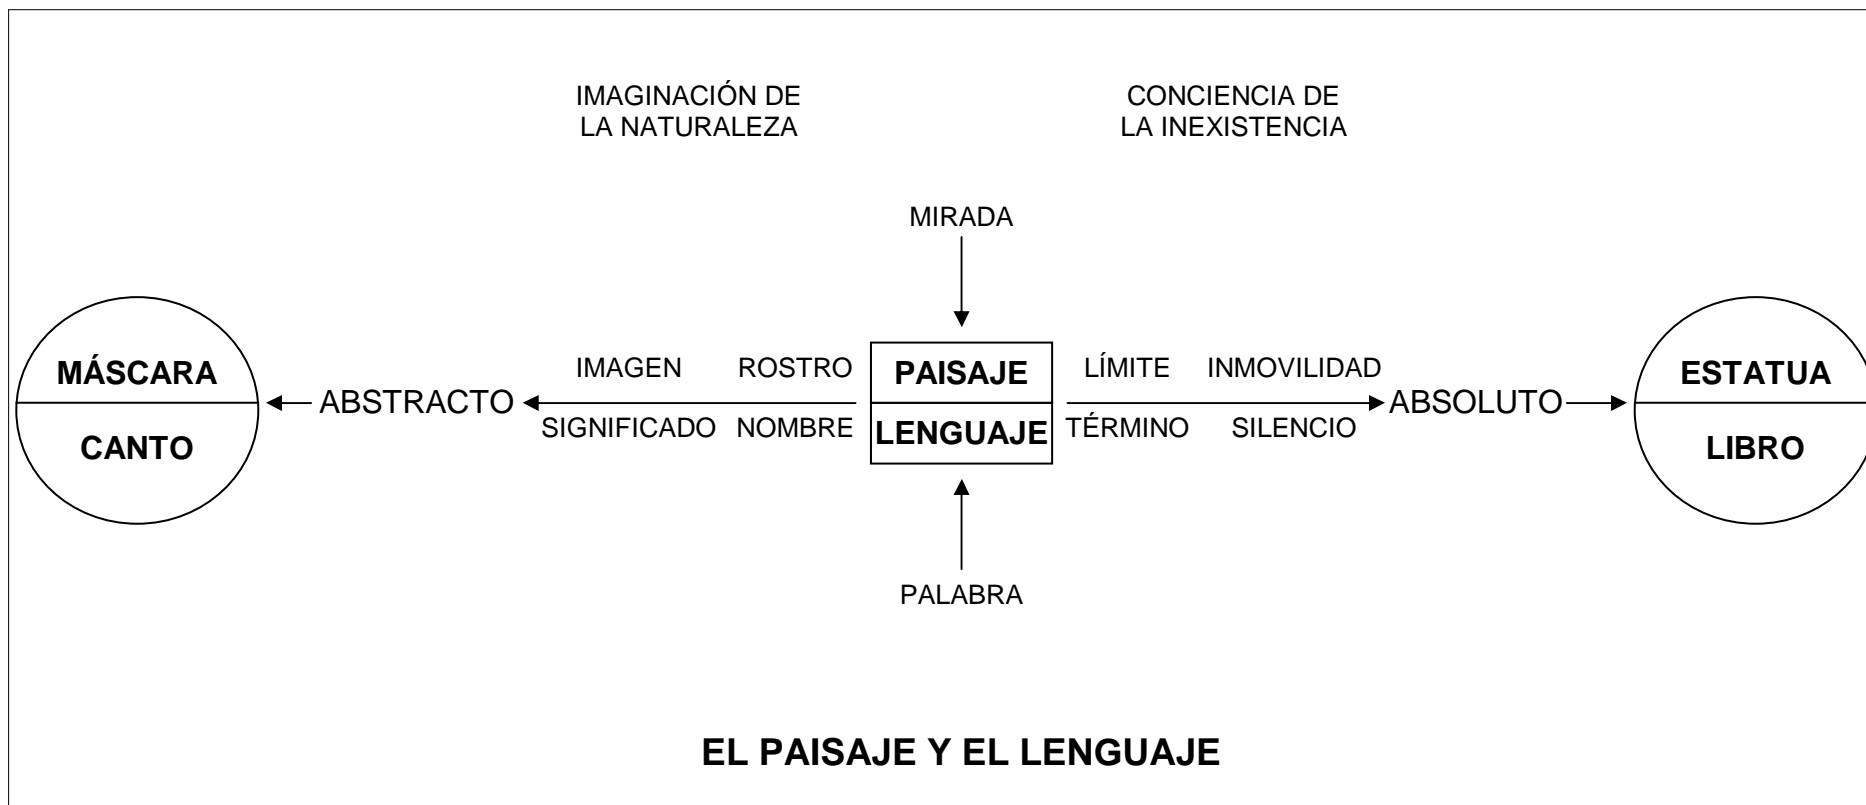 IMAGINACIÓN DE
LA NATURALEZA
CONCIENCIA DE
LA INEXISTENCIA
MIRADA
MÁSCARA
CANTO
ABSTRACTO
IMAGEN ROSTRO
SIGNIFICADO NOMBRE
PAISAJE
LENGUAJE
LÍMITE INMOVILIDAD
TÉRMINO SILENCIO
ABSOLUTO
ESTATUA
LIBRO
PALABRA
EL PAISAJE Y EL LENGUAJE